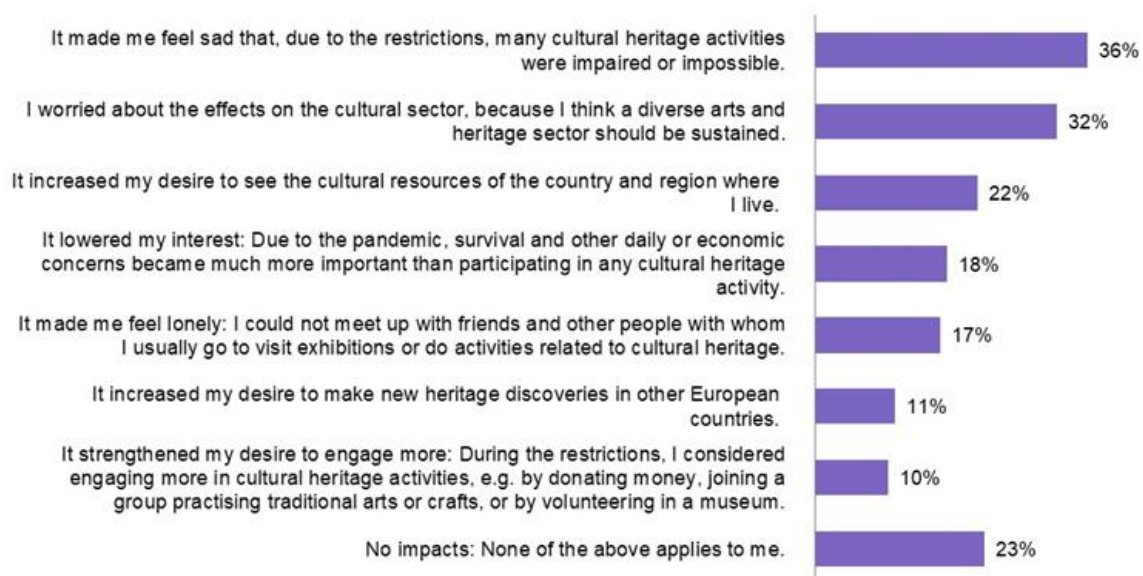 It made me feel sad that, due to the restrictions, many cultural heritage activities
were impaired or impossible.
36%
I worried about the effects on the cultural sector, because I think a diverse arts and
heritage sector should be sustained.
32%
It increased my desire to see the cultural resources of the country and region where
I live.
22%
It lowered my interest: Due to the pandemic, survival and other daily or economic
concerns became much more important than participating in any cultural heritage
activity.
18%
It made me feel lonely: I could not meet up with friends and other people with whom
I usually go to visit exhibitions or do activities related to cultural heritage.
17%
It increased my desire to make new heritage discoveries in other European
countries.
11%
It strengthened my desire to engage more: During the restrictions, I considered
engaging more in cultural heritage activities, e.g. by donating money, joining a
group practising traditional arts or crafts, or by volunteering in a museum.
10%
No impacts: None of the above applies to me.
23%